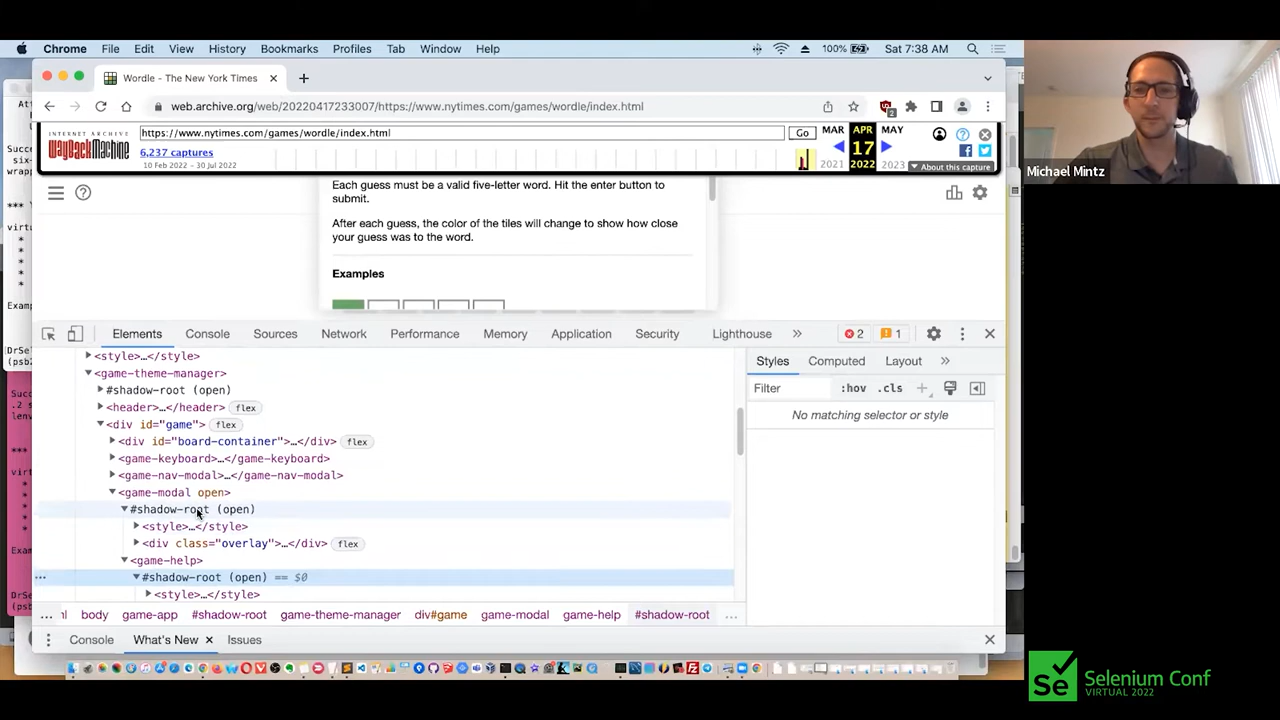 Chrome File Edit View History Bookmarks Profiles Tab Window Help 100% Sat 7:38 AM
Wordle - The New York Times
web.archive.org/web/20220417233007/https://www.nytimes.com/games/wordle/index.html
2
INTERNET ARCHIVE
WayBackMachine
https://www.nytimes.com/games/wordle/index.html Go MAR APR MAY
6,237 captures 17
10 Feb 2022 - 30 Jul 2022 2021 2022 2023 About this capture
Michael Mintz
Each guess must be a valid five-letter word. Hit the enter button to
submit.
After each guess, the color of the tiles will change to show how close
your guess was to the word.
Examples
Elements Console Sources Network Performance Memory Application Security Lighthouse » 2 1
<style>…</style>
<game-theme-manager>
#shadow-root (open)
<header>…</header> flex
<div id="game"> flex
<div id="board-container">…</div> flex
<game-keyboard>…</game-keyboard>
<game-nav-modal>…</game-nav-modal>
<game-modal open>
#shadow-root (open)
<style>…</style>
<div class="overlay">…</div> flex
<game-help>
#shadow-root (open) == $0
<style>…</style>
Styles Computed Layout »
Filter :hov .cls
No matching selector or style
... body game-app #shadow-root game-theme-manager div#game game-modal game-help #shadow-root ...
Console What's New Issues
Se Selenium Conf
VIRTUAL 2022